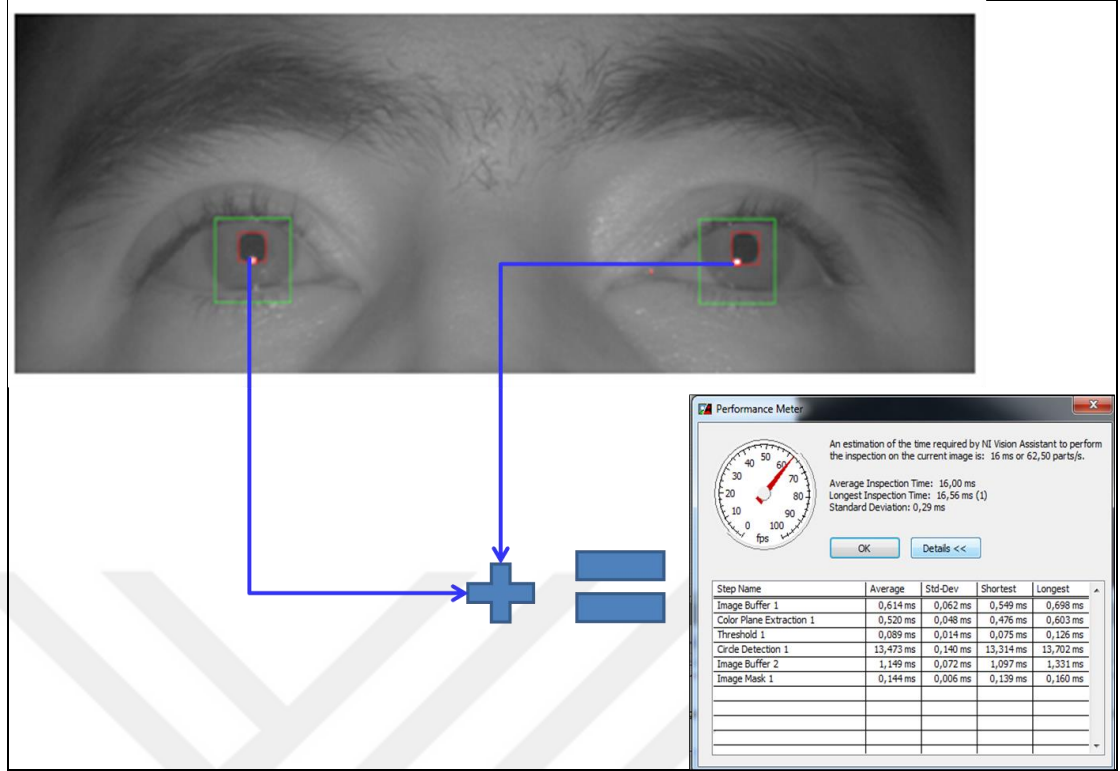 Performance Meter
An estimation of the time required by NI Vision Assistant to perform
the inspection on the current image is: 16 ms or 62,50 parts/s.
Average Inspection Time: 16,00 ms
Longest Inspection Time: 16,56 ms (1)
Standard Deviation: 0,29 ms
0 10 20 30 40 50 60 70 80 90 100
fps
OK Details <<
Step Name Average Std-Dev Shortest Longest
Image Buffer 1 0,614 ms 0,062 ms 0,549 ms 0,698 ms
Color Plane Extraction 1 0,520 ms 0,048 ms 0,476 ms 0,603 ms
Threshold 1 0,089 ms 0,014 ms 0,075 ms 0,126 ms
Circle Detection 1 13,473 ms 0,140 ms 13,314 ms 13,702 ms
Image Buffer 2 1,149 ms 0,072 ms 1,097 ms 1,331 ms
Image Mask 1 0,144 ms 0,006 ms 0,139 ms 0,160 ms